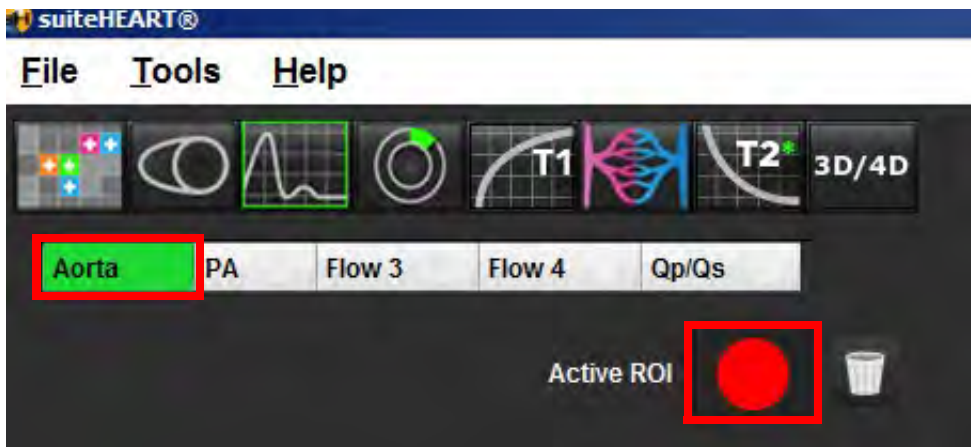 suiteHEART®
File Tools Help
T1 T2* 3D/4D
Aorta PA Flow 3 Flow 4 Qp/Qs
Active ROI